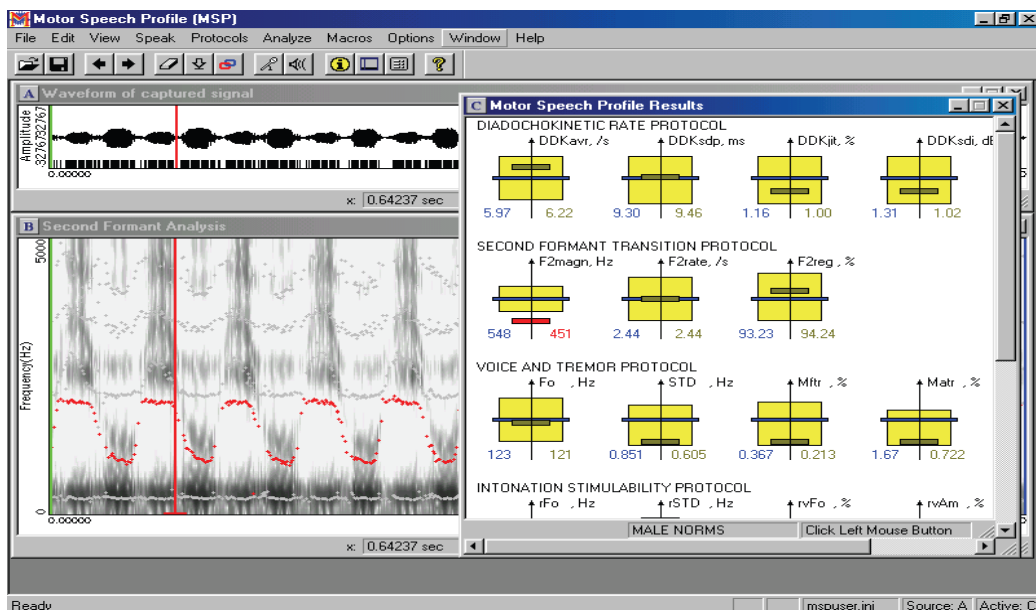 Motor Speech Profile (MSP)
File Edit View Speak Protocols Analyze Macros Options Window Help
A Waveform of captured signal
Amplitude
-32767 32767
0.00000
x: 0.64237 sec
B Second Formant Analysis
5000
Frequency(Hz)
0
0.00000
x: 0.64237 sec
C Motor Speech Profile Results
DIADOCHOKINETIC RATE PROTOCOL
DDKavr, /s DDKsdp, ms DDKjit, % DDKsdi, dB
5.97 6.22 9.30 9.46 1.16 1.00 1.31 1.02
SECOND FORMANT TRANSITION PROTOCOL
F2magn, Hz F2rate, /s F2reg, %
548 451 2.44 2.44 93.23 94.24
VOICE AND TREMOR PROTOCOL
Fo , Hz STD , Hz Mftr , % Matr , %
123 121 0.851 0.605 0.367 0.213 1.67 0.722
INTONATION STIMULABILITY PROTOCOL
rFo , Hz rSTD , Hz rvFo , % rvAm , %
MALE NORMS Click Left Mouse Button
Ready mspuser.ini Source: A Active: C